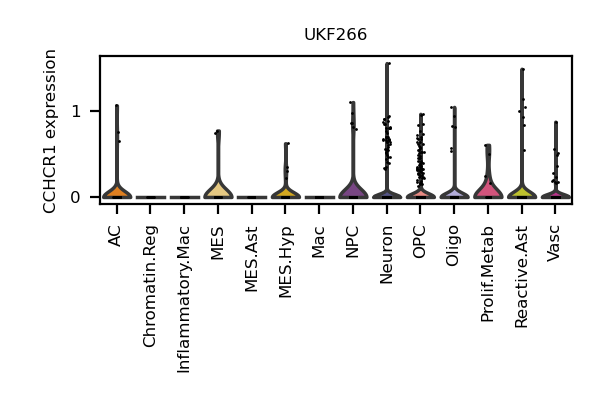 UKF266
CCHCR1 expression
1
0
AC
Chromatin.Reg
Inflammatory.Mac
MES
MES.Ast
MES.Hyp
Mac
NPC
Neuron
OPC
Oligo
Prolif.Metab
Reactive.Ast
Vasc